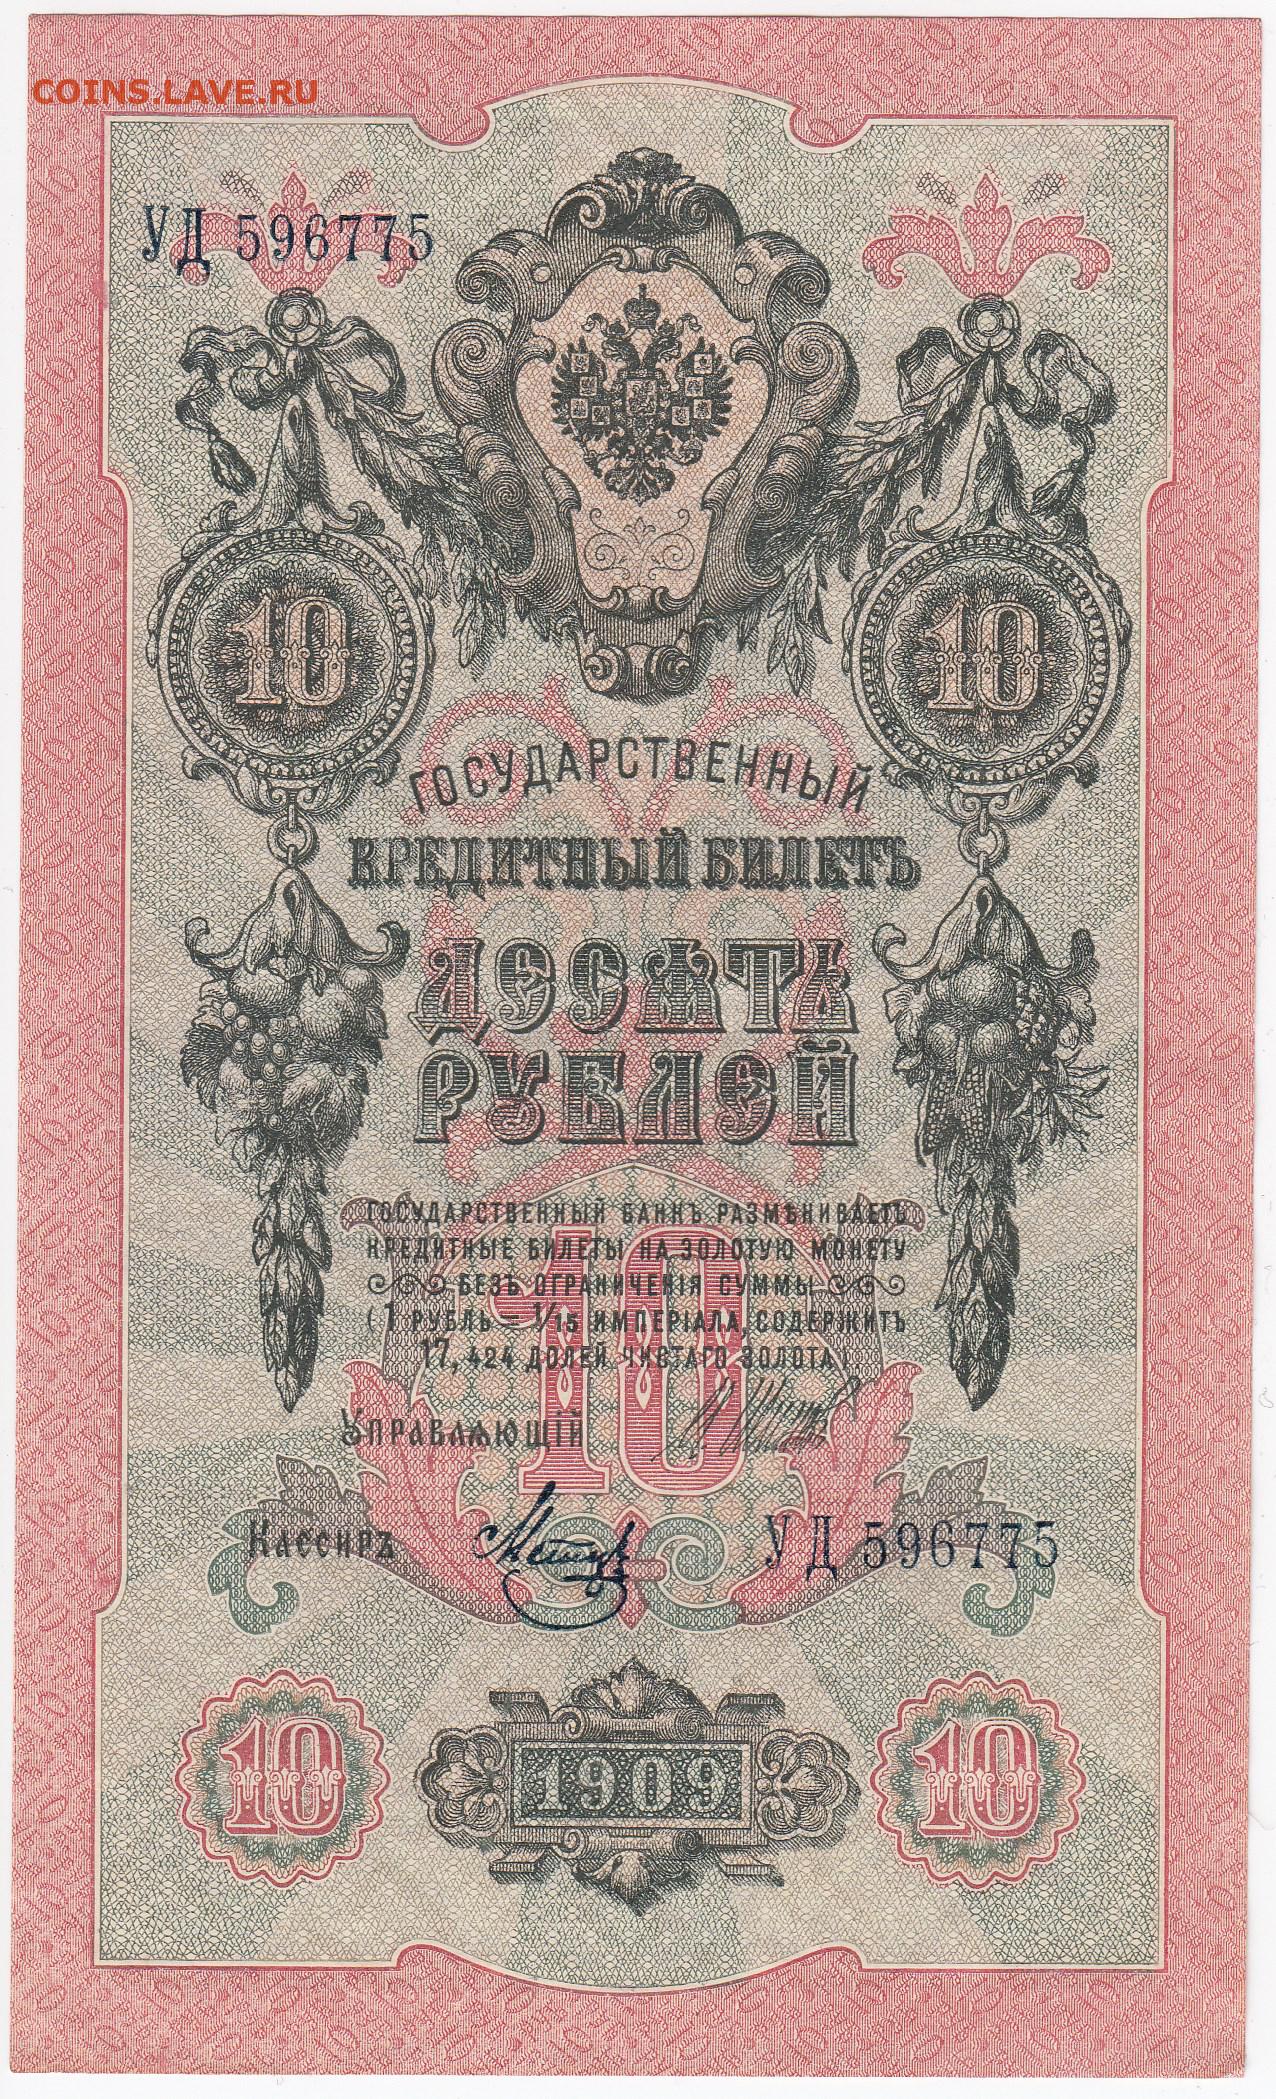 COINS.LAVE.RU
УД 596775
10 10
ГОСУДАРСТВЕННЫЙ
КРЕДИТНЫЙ БИЛЕТЪ
ДЕСѦТЬ
РУБЛЕЙ
ГОСУДАРСТВЕННЫЙ БАНКЪ РАЗМѢНИВАЕТЪ
КРЕДИТНЫЕ БИЛЕТЫ НА ЗОЛОТУЮ МОНЕТУ
БЕЗЪ ОГРАНИЧЕНІЯ СУММЫ
(1 РУБЛЬ = 1/15 ИМПЕРІАЛА, СОДЕРЖИТЪ
17,424 ДОЛЕЙ ЧИСТАГО ЗОЛОТА)
10
УПРАВЛѦЮЩІЙ
Кассиръ
УД 596775
10 1909 10